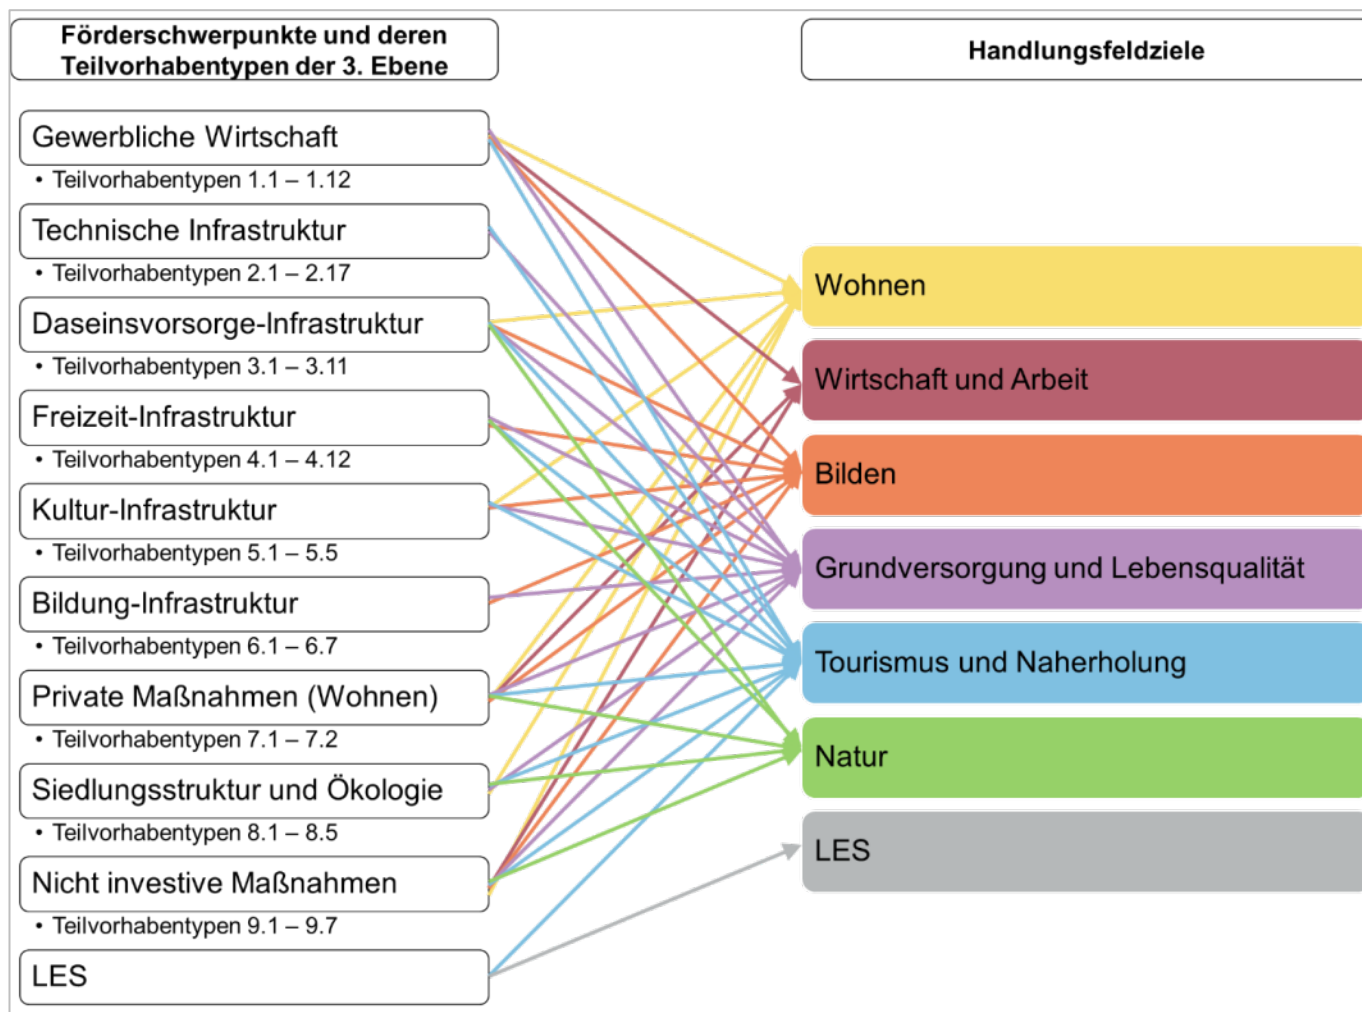 Förderschwerpunkte und deren
Teilvorhabentypen der 3. Ebene
Gewerbliche Wirtschaft
• Teilvorhabentypen 1.1 – 1.12
Technische Infrastruktur
• Teilvorhabentypen 2.1 – 2.17
Daseinsvorsorge-Infrastruktur
• Teilvorhabentypen 3.1 – 3.11
Freizeit-Infrastruktur
• Teilvorhabentypen 4.1 – 4.12
Kultur-Infrastruktur
• Teilvorhabentypen 5.1 – 5.5
Bildung-Infrastruktur
• Teilvorhabentypen 6.1 – 6.7
Private Maßnahmen (Wohnen)
• Teilvorhabentypen 7.1 – 7.2
Siedlungsstruktur und Ökologie
• Teilvorhabentypen 8.1 – 8.5
Nicht investive Maßnahmen
• Teilvorhabentypen 9.1 – 9.7
LES
Handlungsfeldziele
Wohnen
Wirtschaft und Arbeit
Bilden
Grundversorgung und Lebensqualität
Tourismus und Naherholung
Natur
LES